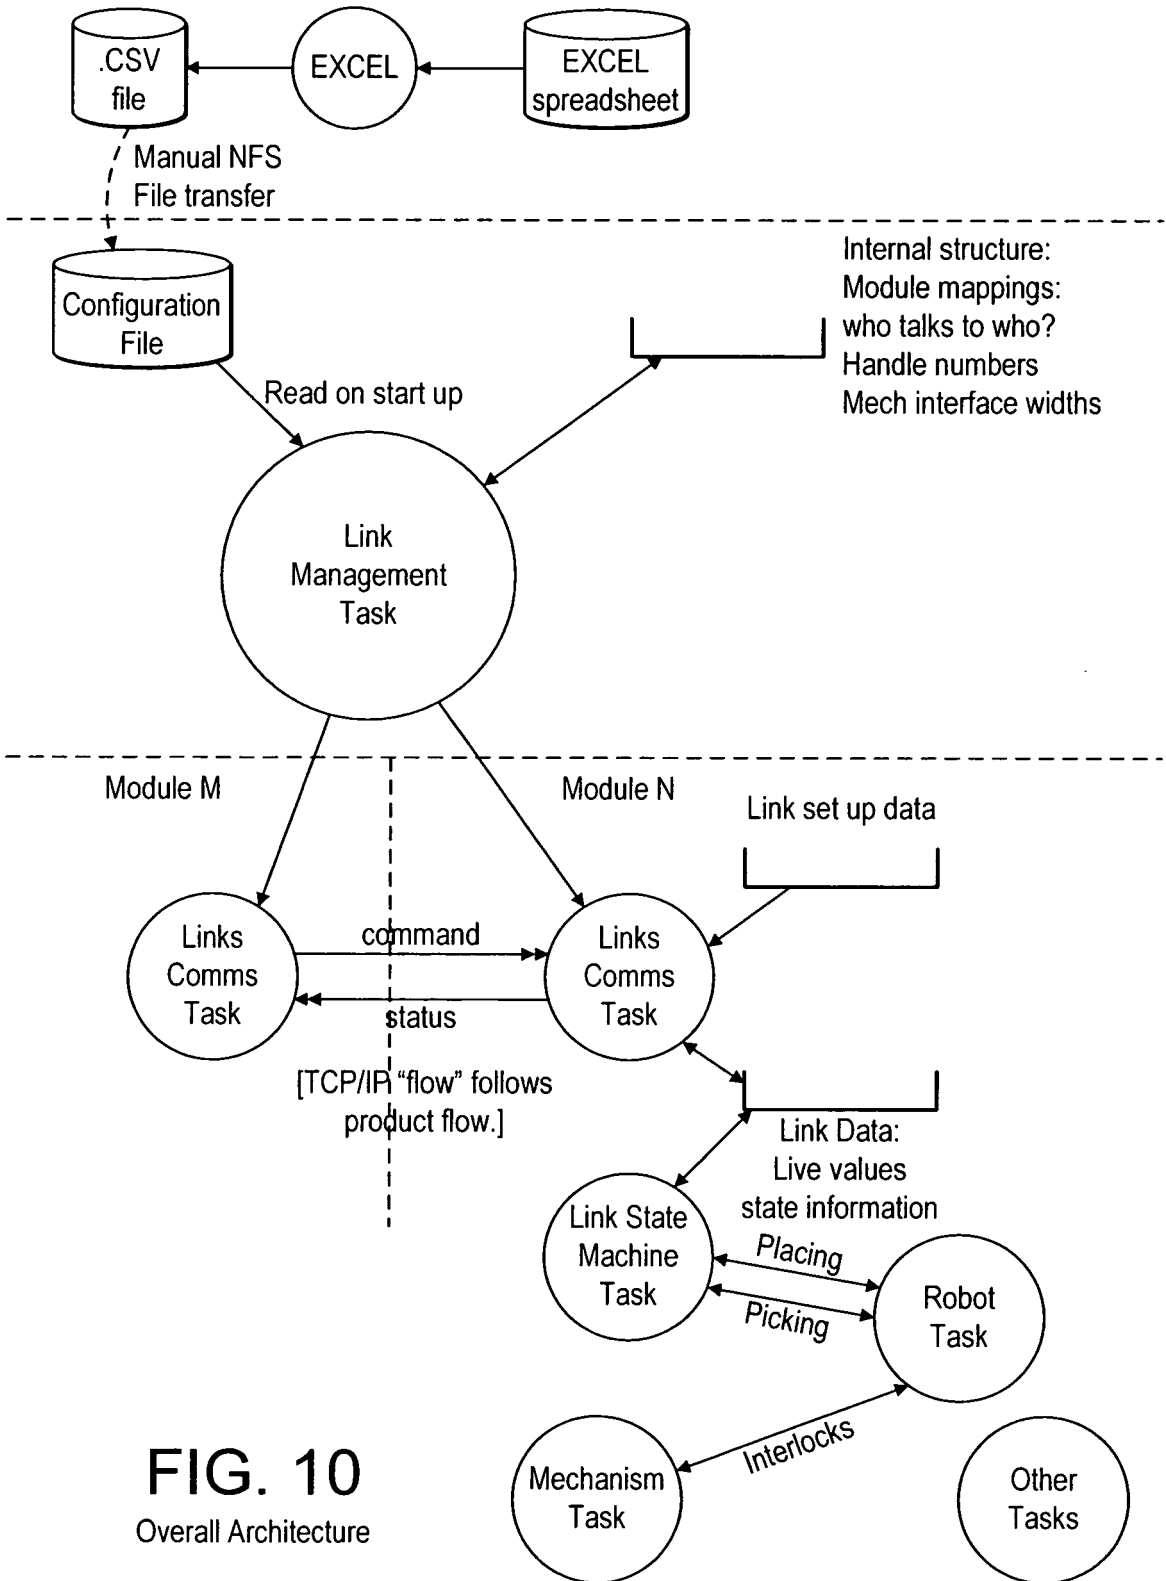 .CSV
file
EXCEL
EXCEL
spreadsheet
Manual NFS
File transfer
Configuration
File
Internal structure:
Module mappings:
who talks to who?
Handle numbers
Mech interface widths
Read on start up
Link
Management
Task
Module M
Module N
Link set up data
Links
Comms
Task
command
status
Links
Comms
Task
[TCP/IP “flow” follows
product flow.]
Link Data:
Live values
state information
Link State
Machine
Task
Placing
Picking
Robot
Task
Interlocks
Mechanism
Task
Other
Tasks
FIG. 10
Overall Architecture